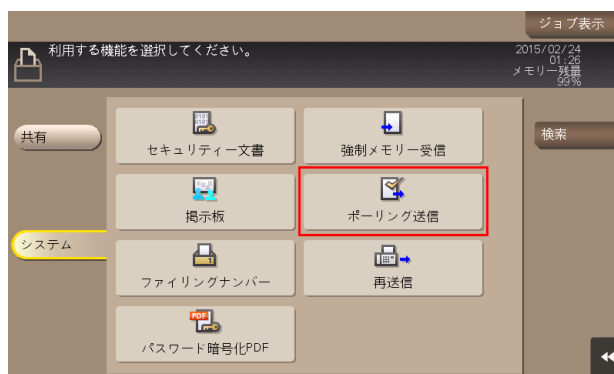 ジョブ表示
利用する機能を選択してください。
2015/02/24
01:26
メモリー残量
99%
共有
検索
セキュリティー文書
強制メモリー受信
掲示板
ポーリング送信
システム
ファイリングナンバー
再送信
PDF
パスワード暗号化PDF